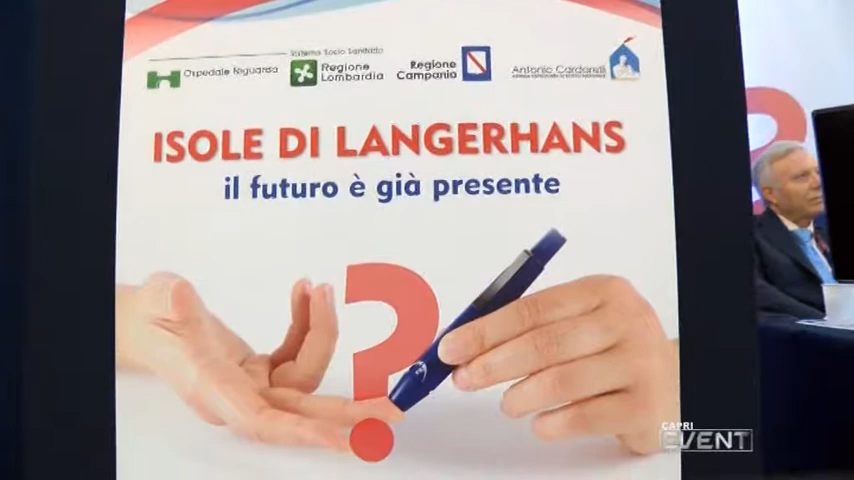 Ospedale Niguarda
Sistema Socio Sanitario
Regione
Lombardia
Regione
Campania
Antonio Cardarelli
ISOLE DI LANGERHANS
il futuro è già presente
?
CAPRI
EVENT